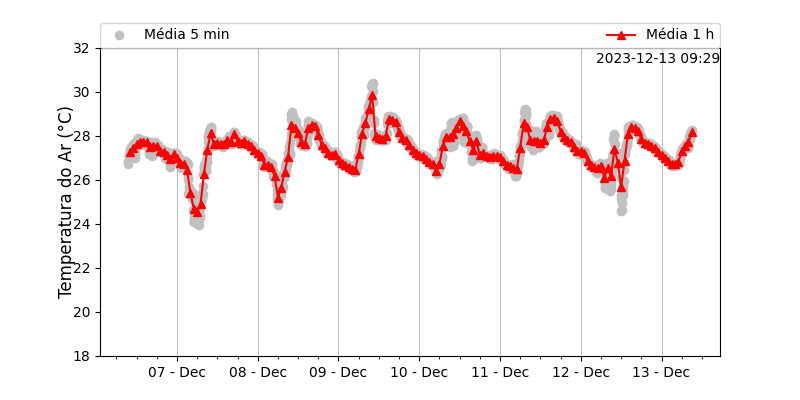 Média 5 min
Média 1 h
2023-12-13 09:29
Temperatura do Ar (°C)
32
30
28
26
24
22
20
18
07 - Dec
08 - Dec
09 - Dec
10 - Dec
11 - Dec
12 - Dec
13 - Dec